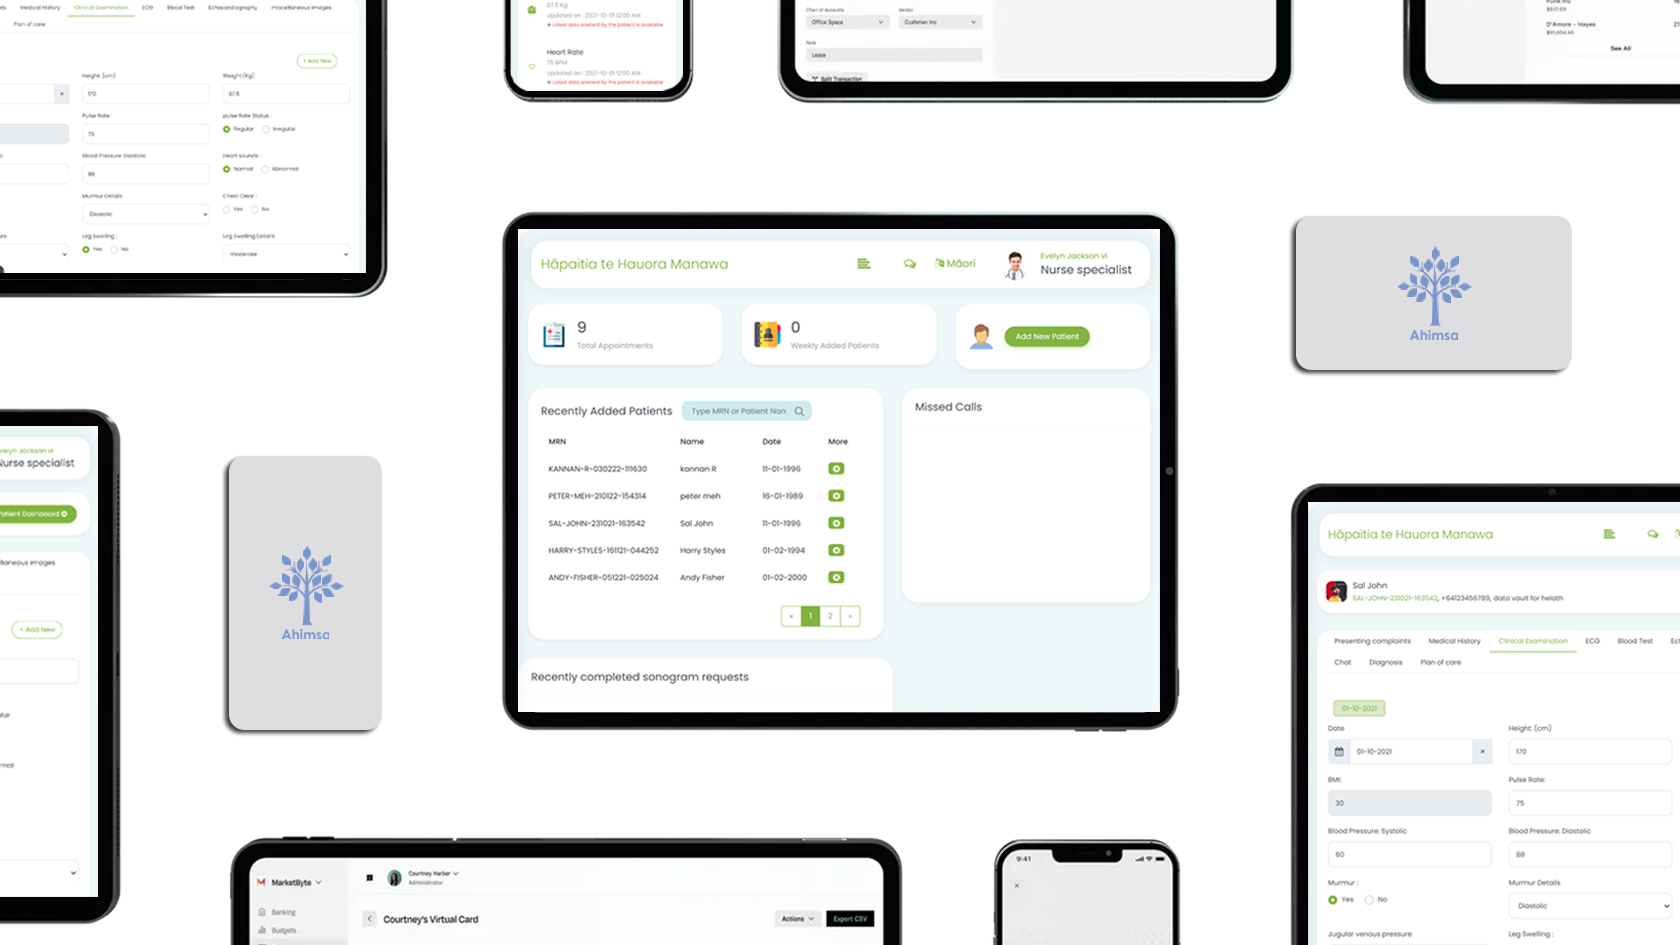 Medical History Clinical Examination ECG Blood Test Echocardiography Miscellaneous images
Plan of care
+ Add New
Height: (cm)
Weight:(Kg)
×
170
67.5
Pulse Rate:
pulse Rate Status :
75
Regular
Irregular
Blood Pressure: Diastolic
Heart sounds :
88
Normal
Abnormal
Murmur Details
Chest Clear :
Diastolic
Yes
No
Leg Swelling :
Leg Swelling Details
Yes
No
moderate
67.5 Kg
Updated on : 2021-10-01 12:00 AM
Latest data enterd by the patient is available
Heart Rate
75 BPM
Updated on : 2021-10-01 12:00 AM
Latest data enterd by the patient is available
Chart of Accounts
Vendor
Office Space
Cushman Inc
Note
Lease
Split Transaction
D'Amore - Hayes
See All
Hāpaitia te Hauora Manawa
Māori
Evelyn Jackson vi
Nurse specialist
9
Total Appointments
0
Weekly Added Patients
Add New Patient
Recently Added Patients
Type MRN or Patient Nam
Missed Calls
MRN Name Date More
KANNAN-R-030222-111630 kannan R 11-01-1996
PETER-MEH-210122-154314 peter meh 16-01-1989
SAL-JOHN-231021-163542 Sal John 11-01-1996
HARRY-STYLES-161121-044252 Harry Styles 01-02-1994
ANDY-FISHER-051221-025024 Andy Fisher 01-02-2000
« 1 2 »
Recently completed sonogram requests
Ahimsa
Ahimsa
Evelyn Jackson vi
Nurse specialist
Patient Dashboard
+ Add New
Hāpaitia te Hauora Manawa
Sal John
SAL-JOHN-231021-163542, +64123456789, data vault for helath
Presenting complaints Medical History Clinical Examination ECG Blood Test
Chat Diagnosis Plan of care
01-10-2021
Date
Height: (cm)
01-10-2021
×
170
BMI:
Pulse Rate:
30
75
Blood Pressure: Systolic
Blood Pressure: Diastolic
80
88
Murmur :
Murmur Details
Yes
No
Diastolic
Jugular venous pressure
Leg Swelling :
MarketByte
Courtney Harber
Administrator
Banking
Budgets
Courtney's Virtual Card
Actions
Export CSV
9:41
×